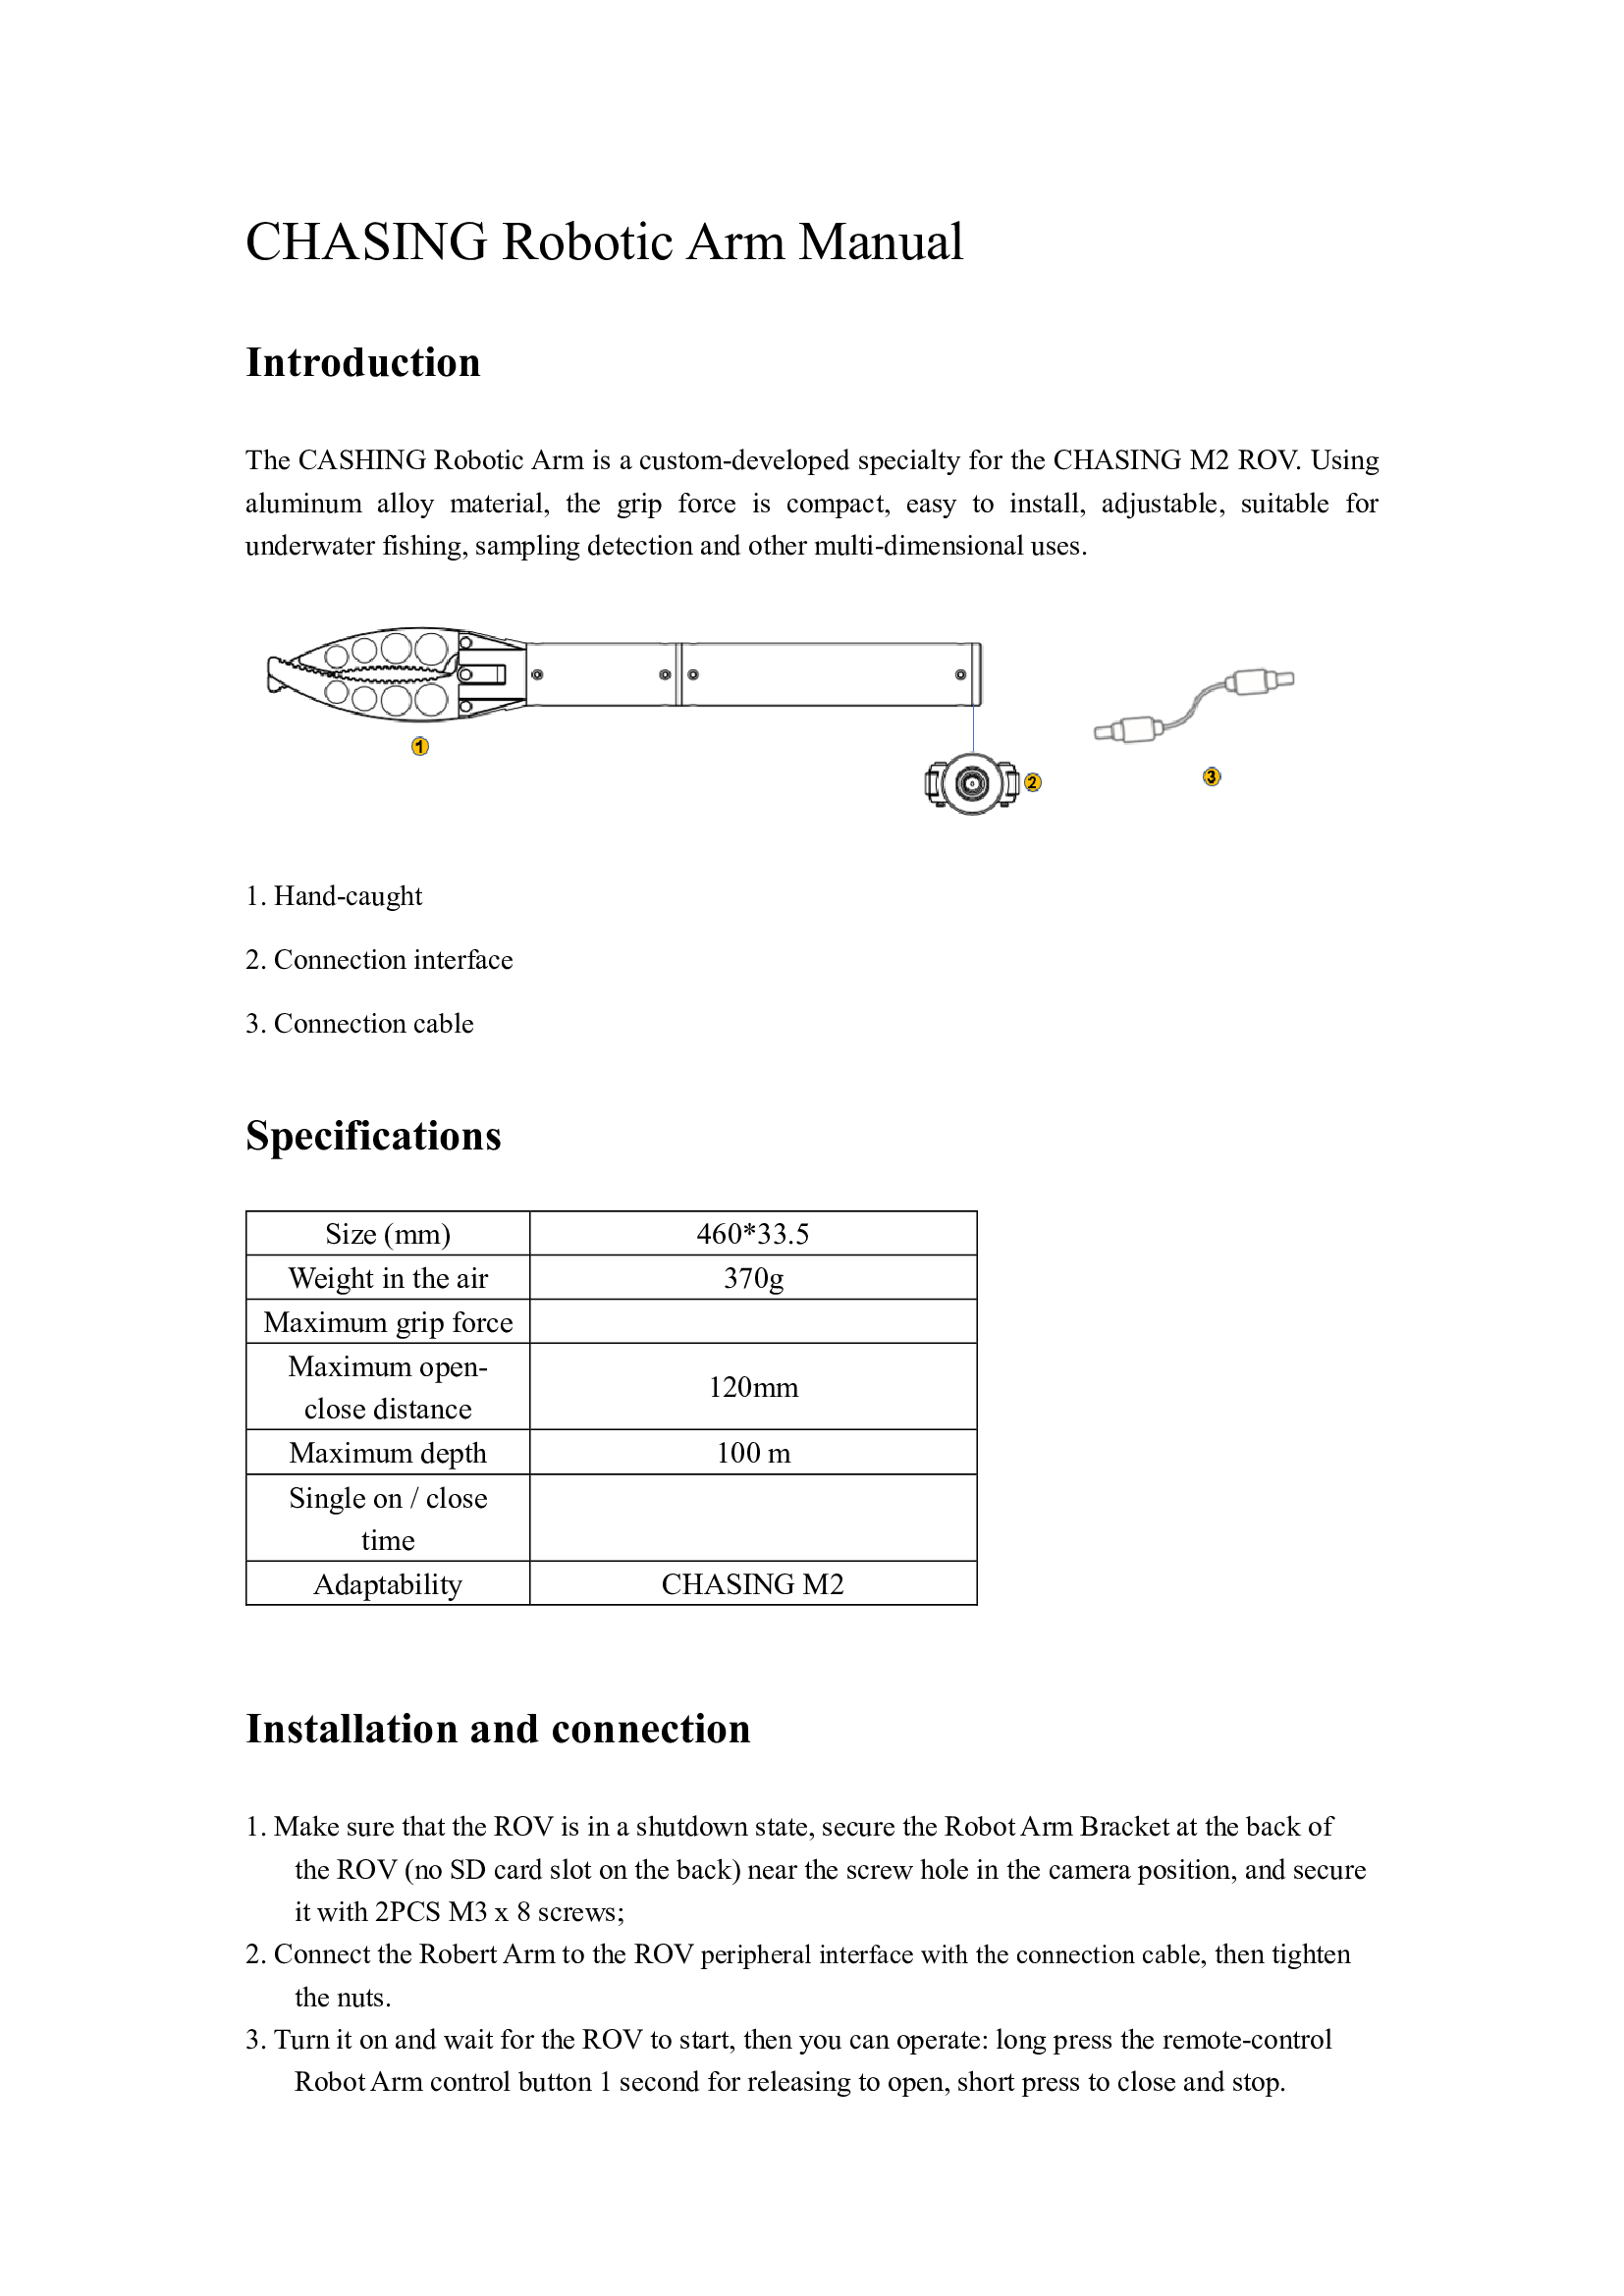 CHASING Robotic Arm Manual
Introduction
The CASHING Robotic Arm is a custom-developed specialty for the CHASING M2 ROV. Using
aluminum alloy material, the grip force is compact, easy to install, adjustable, suitable for
underwater fishing, sampling detection and other multi-dimensional uses.
1
2
3
1. Hand-caught
2. Connection interface
3. Connection cable
Specifications
Size (mm) 460*33.5
Weight in the air 370g
Maximum grip force
Maximum open-
close distance 120mm
Maximum depth 100 m
Single on / close
time
Adaptability CHASING M2
Installation and connection
1. Make sure that the ROV is in a shutdown state, secure the Robot Arm Bracket at the back of
the ROV (no SD card slot on the back) near the screw hole in the camera position, and secure
it with 2PCS M3 x 8 screws;
2. Connect the Robert Arm to the ROV peripheral interface with the connection cable, then tighten
the nuts.
3. Turn it on and wait for the ROV to start, then you can operate: long press the remote-control
Robot Arm control button 1 second for releasing to open, short press to close and stop.